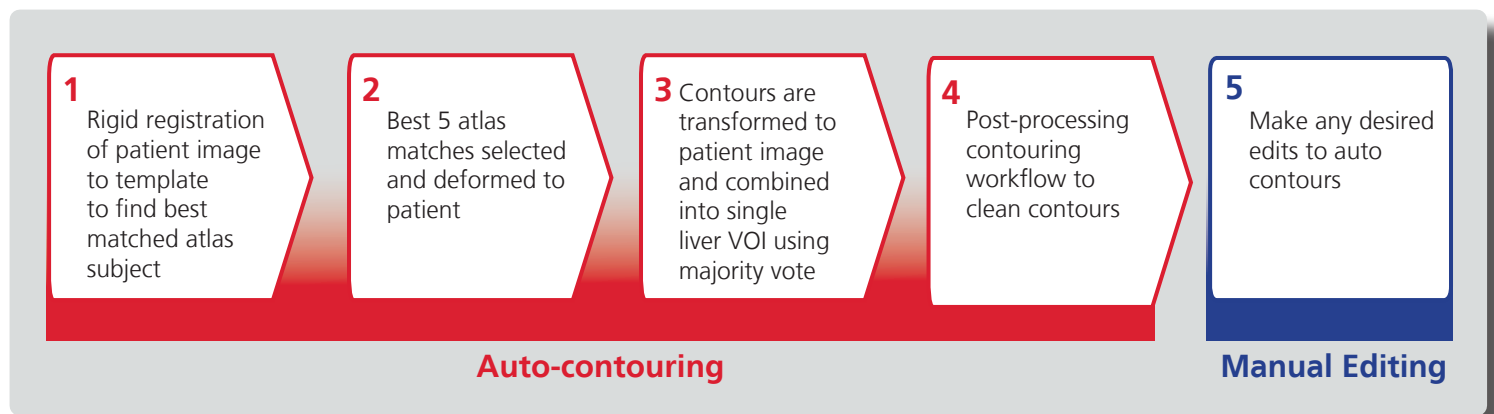 1
Rigid registration
of patient image
to template
to find best
matched atlas
subject
2
Best 5 atlas
matches selected
and deformed to
patient
3 Contours are
transformed to
patient image
and combined
into single
liver VOI using
majority vote
4
Post-processing
contouring
workflow to
clean contours
5
Make any desired
edits to auto
contours
Auto-contouring
Manual Editing